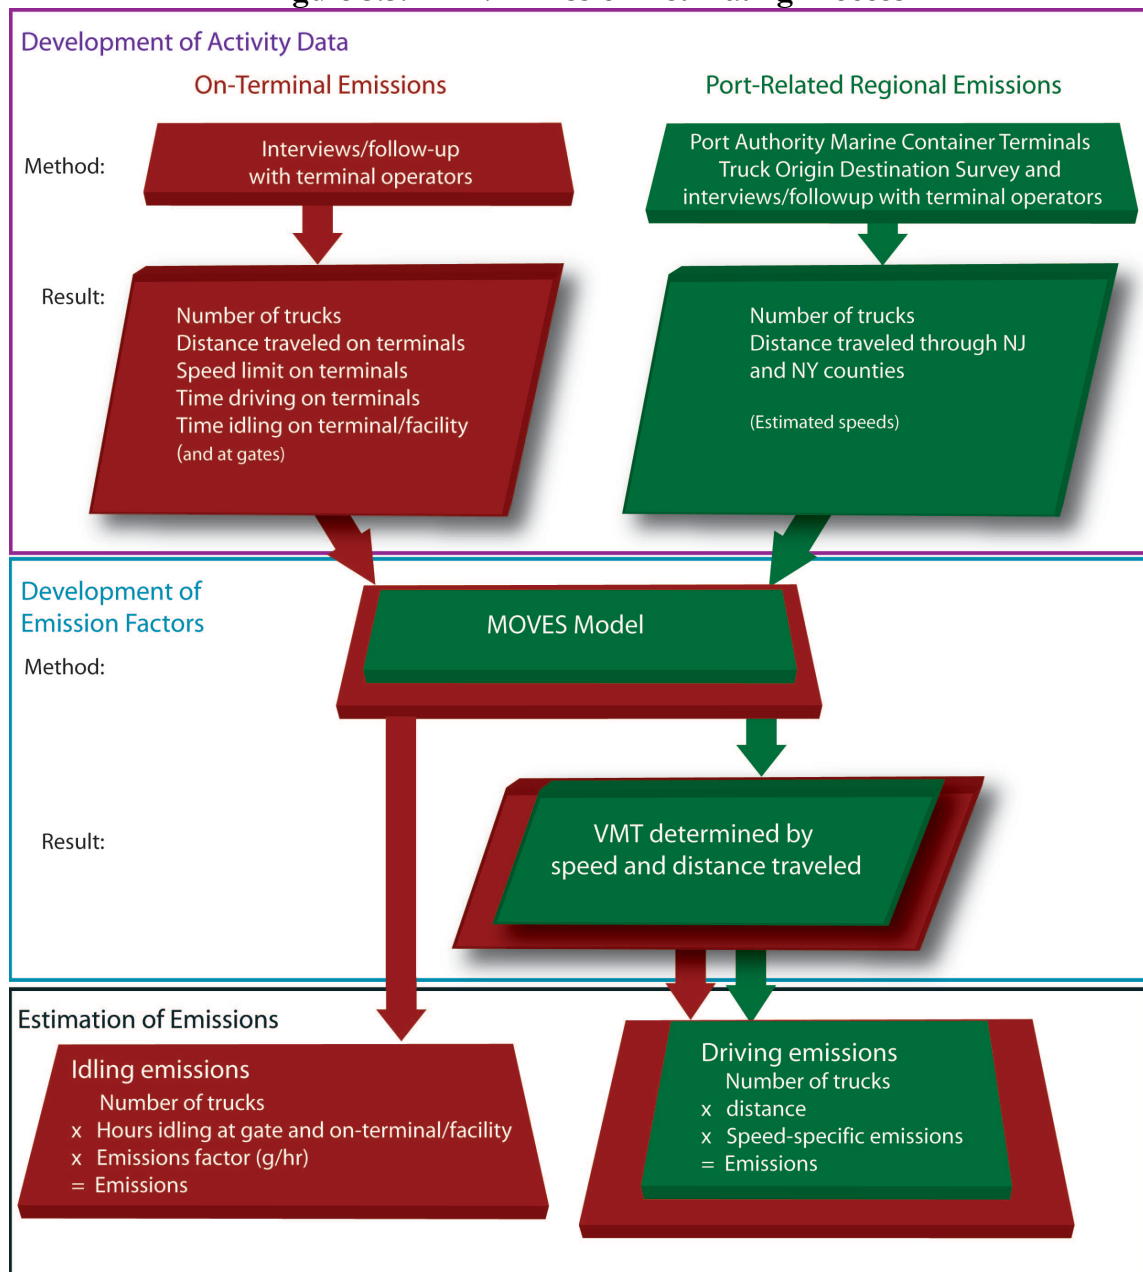 Development of Activity Data
On-Terminal Emissions
Port-Related Regional Emissions
Method:
Interviews/follow-up
with terminal operators
Port Authority Marine Container Terminals
Truck Origin Destination Survey and
interviews/followup with terminal operators
Result:
Number of trucks
Distance traveled on terminals
Speed limit on terminals
Time driving on terminals
Time idling on terminal/facility
(and at gates)
Number of trucks
Distance traveled through NJ
and NY counties
(Estimated speeds)
Development of
Emission Factors
Method:
MOVES Model
Result:
VMT determined by
speed and distance traveled
Estimation of Emissions
Idling emissions
Number of trucks
x Hours idling at gate and on-terminal/facility
x Emissions factor (g/hr)
= Emissions
Driving emissions
Number of trucks
x distance
x Speed-specific emissions
= Emissions